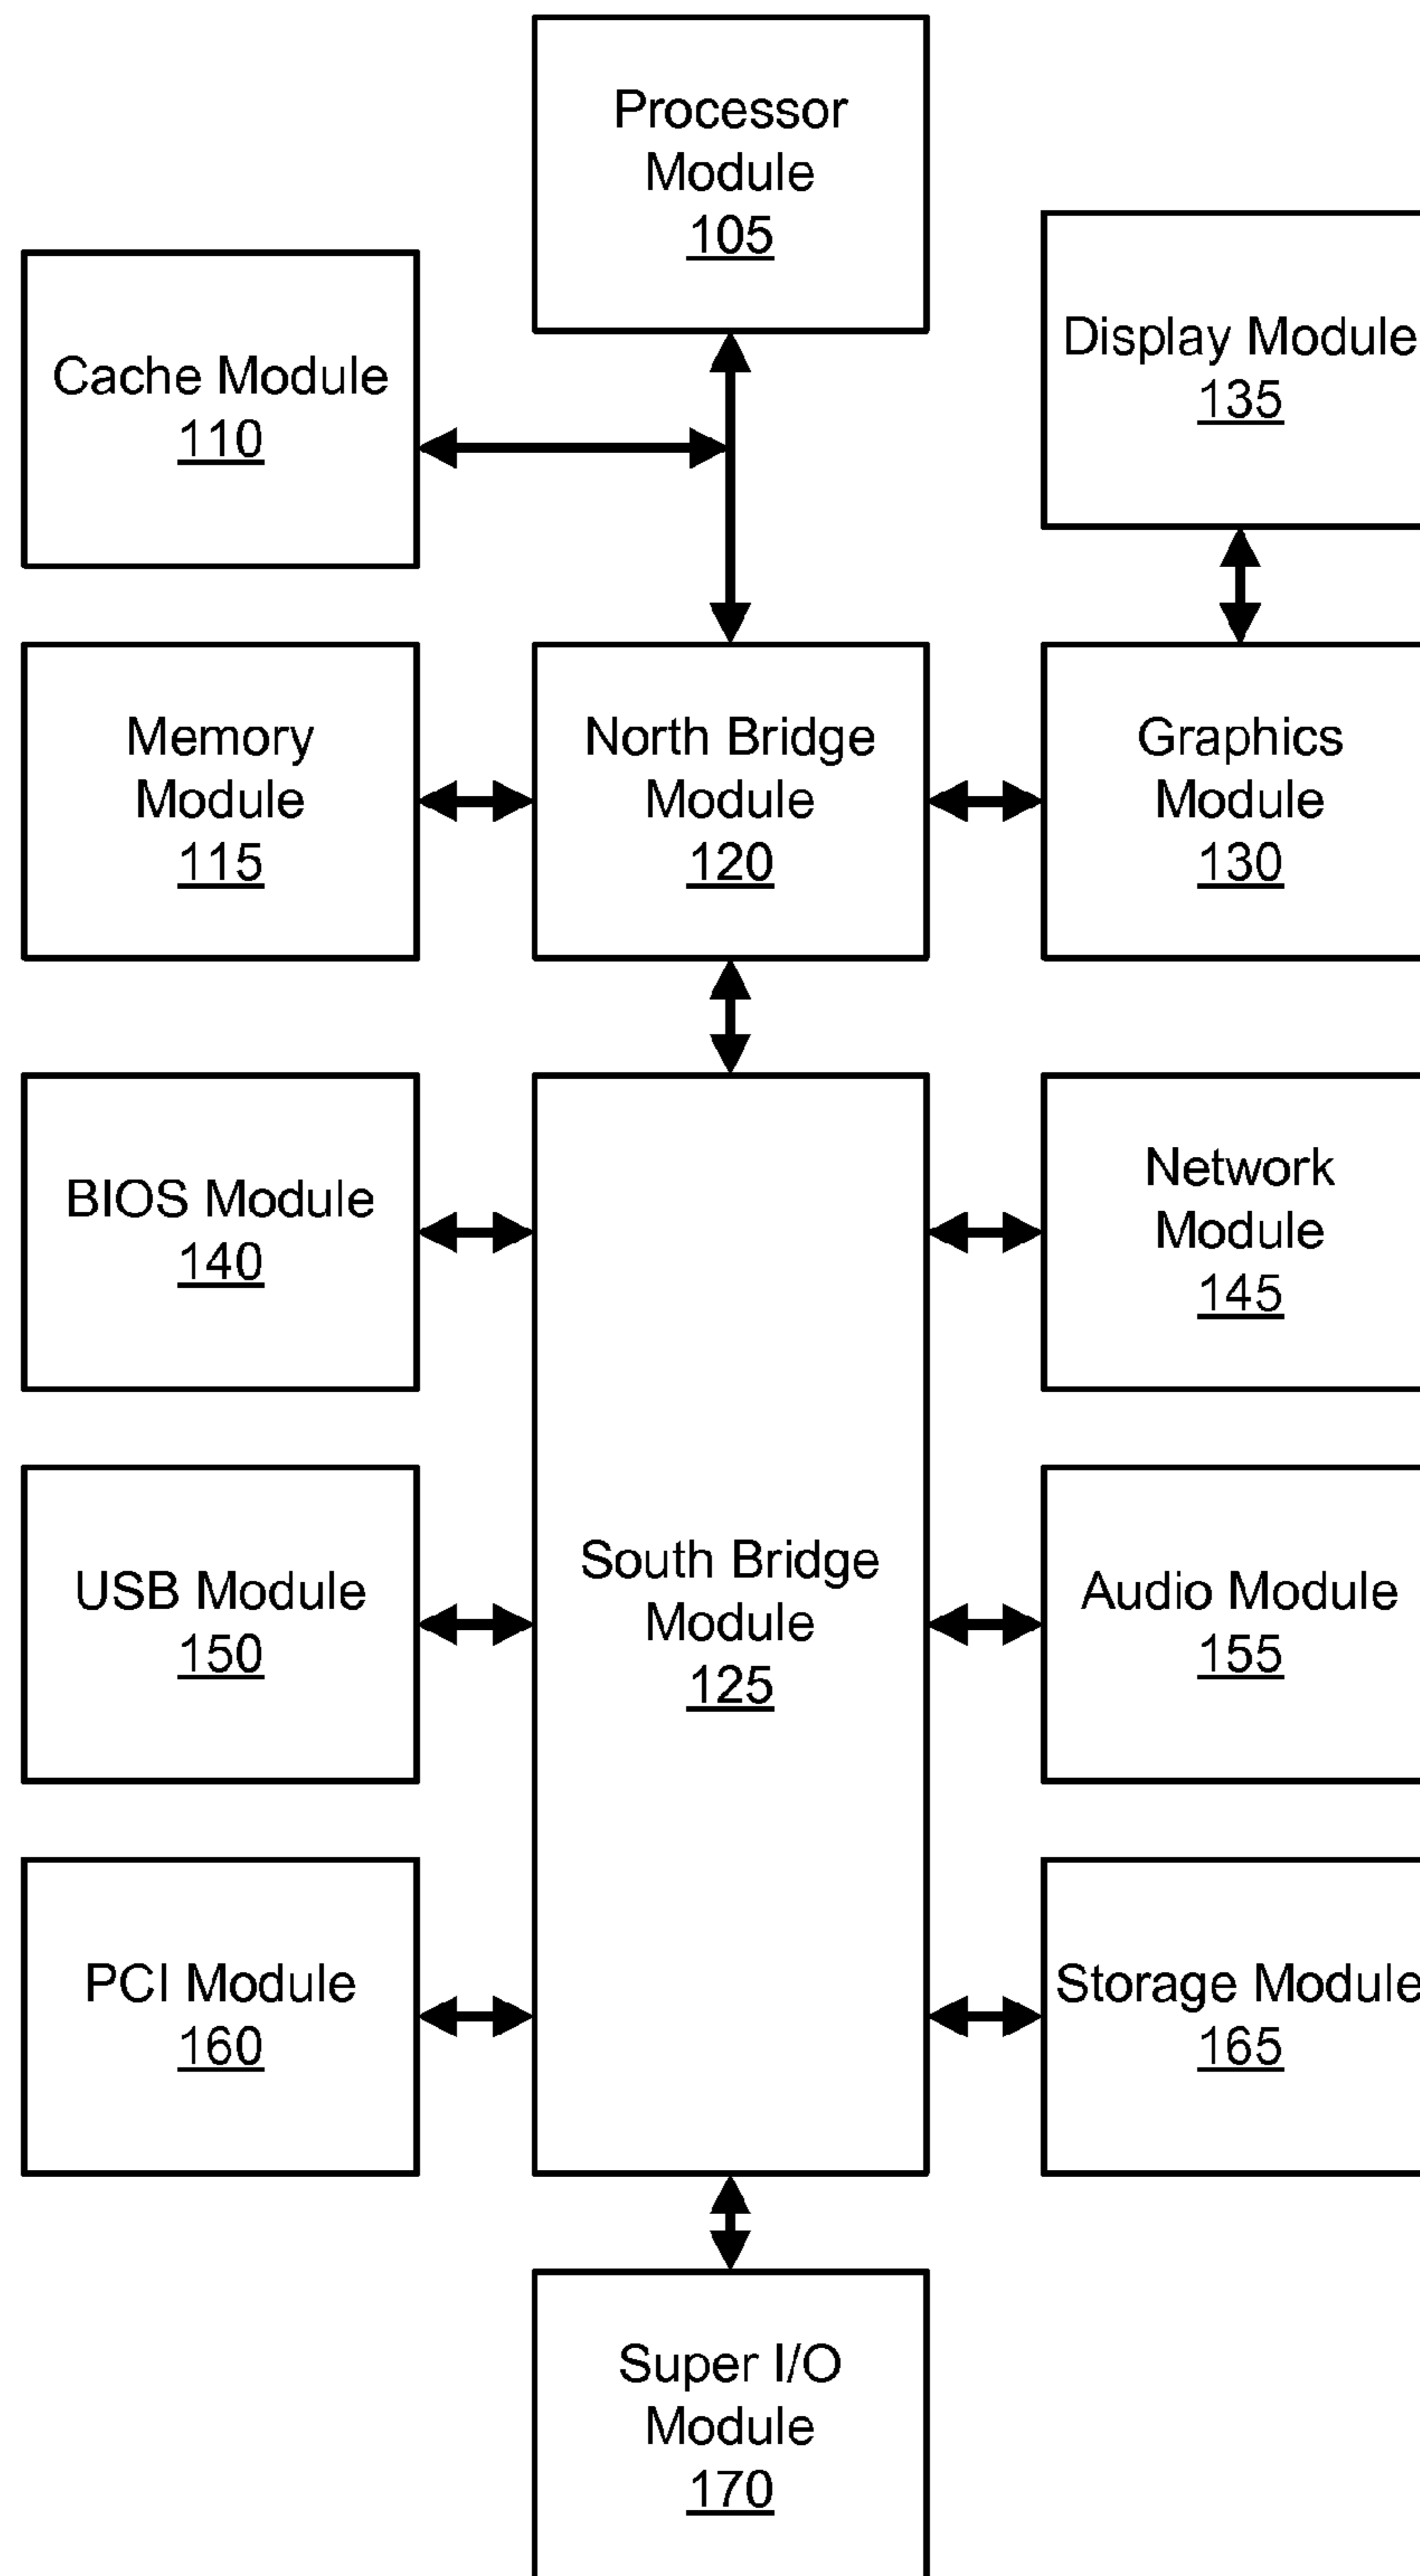 Processor
Module
105
Cache Module
110
Display Module
135
Memory
Module
115
North Bridge
Module
120
Graphics
Module
130
BIOS Module
140
Network
Module
145
USB Module
150
South Bridge
Module
125
Audio Module
155
PCI Module
160
Storage Module
165
Super I/O
Module
170